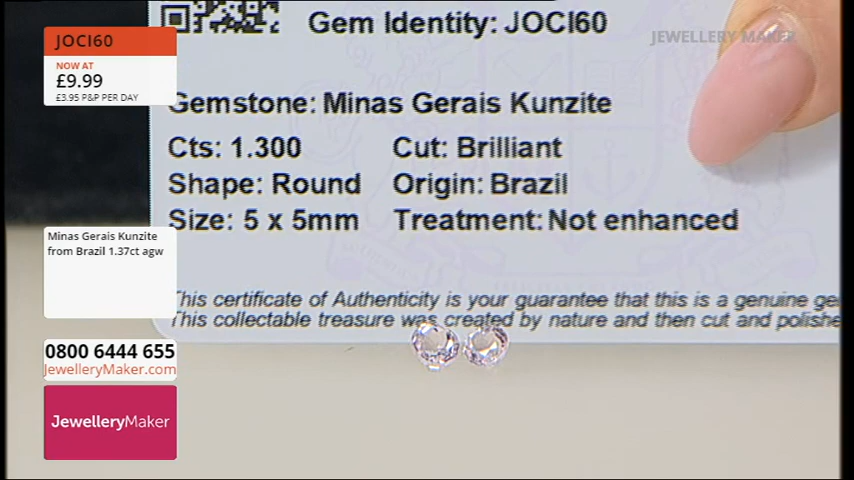 JOCI60
NOW AT
£9.99
£3.95 P&P PER DAY
Minas Gerais Kunzite
from Brazil 1.37ct agw
0800 6444 655
JewelleryMaker.com
JewelleryMaker
JEWELLERY MAKER
Gem Identity: JOCI60
Gemstone: Minas Gerais Kunzite
Cts: 1.300 Cut: Brilliant
Shape: Round Origin: Brazil
Size: 5 x 5mm Treatment: Not enhanced
This certificate of Authenticity is your guarantee that this is a genuine
This collectable treasure was created by nature and then cut and